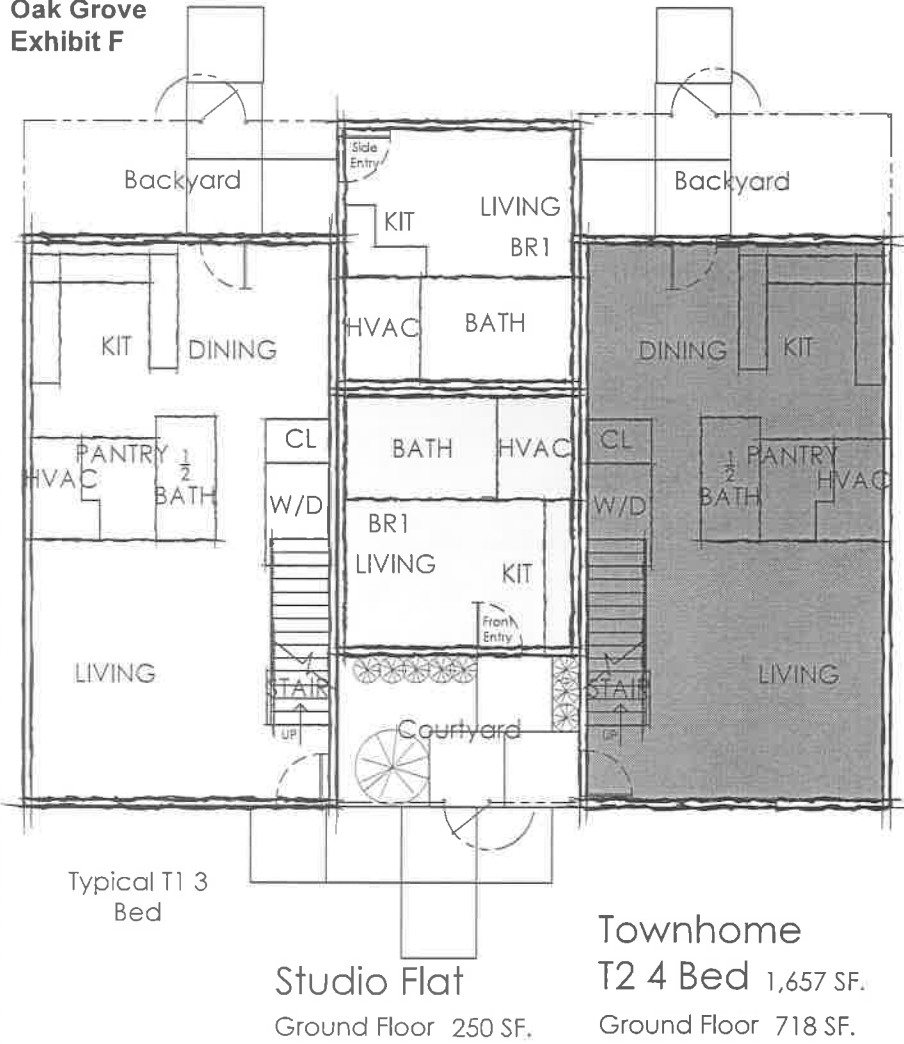 Oak Grove
Exhibit F
Backyard
Side
Entry
KIT
LIVING
BR1
Backyard
HVAC
BATH
KIT
DINING
DINING
KIT
BATH
HVAC
CL
PANTRY
HVAC
1/2
BATH
W/D
CL
1/2
BATH
PANTRY
HVAC
W/D
BR1
LIVING
KIT
Front
Entry
LIVING
STAIR
UP
Courtyard
STAIR
UP
LIVING
Typical T1 3
Bed
Studio Flat
Ground Floor 250 SF.
Townhome
T2 4 Bed 1,657 SF.
Ground Floor 718 SF.